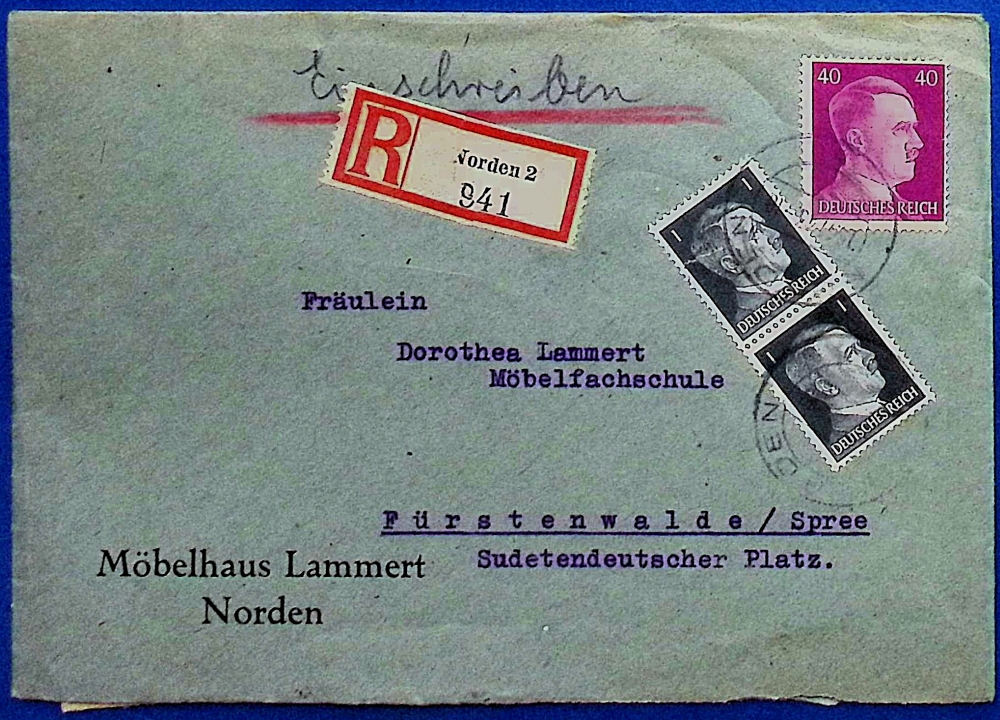 Einschreiben
40 40
DEUTSCHES REICH
R
Norden 2
941
1
DEUTSCHES REICH
1
1
DEUTSCHES REICH
Fräulein
Dorothea Lammert
Möbelfachschule
Fürstenwalde/Spree
Sudetendeutscher Platz.
Möbelhaus Lammert
Norden